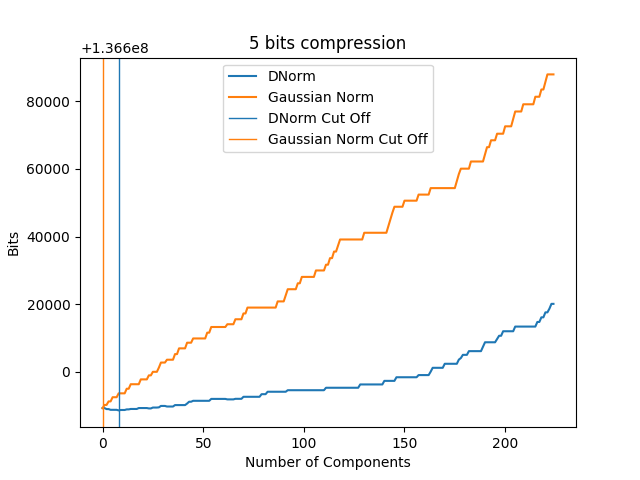 5 bits compression
+1.366e8
DNorm
Gaussian Norm
DNorm Cut Off
Gaussian Norm Cut Off
80000
60000
40000
20000
0
Bits
0 50 100 150 200
Number of Components